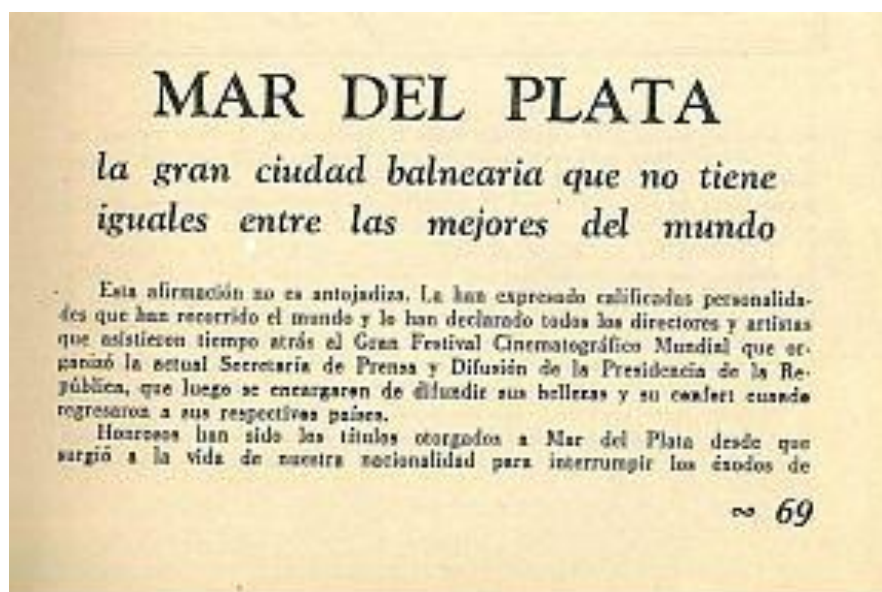 MAR DEL PLATA
la gran ciudad balnearia que no tiene
iguales entre las mejores del mundo
Esta afirmación no es antojadiza. La han expresado calificadas personalida-
des que han recorrido el mundo y lo han declarado todos los directores y artistas
que asistieron tiempo atrás al Gran Festival Cinematográfico Mundial que or-
ganizó la actual Secretaría de Prensa y Difusión de la Presidencia de la Re-
pública, que luego se encargaron de difundir sus bellezas y su confort cuando
regresaron a sus respectivos países.
Honrosos han sido los títulos otorgados a Mar del Plata desde que
surgió a la vida de nuestra nacionalidad para interrumpir los éxodos de
∾ 69